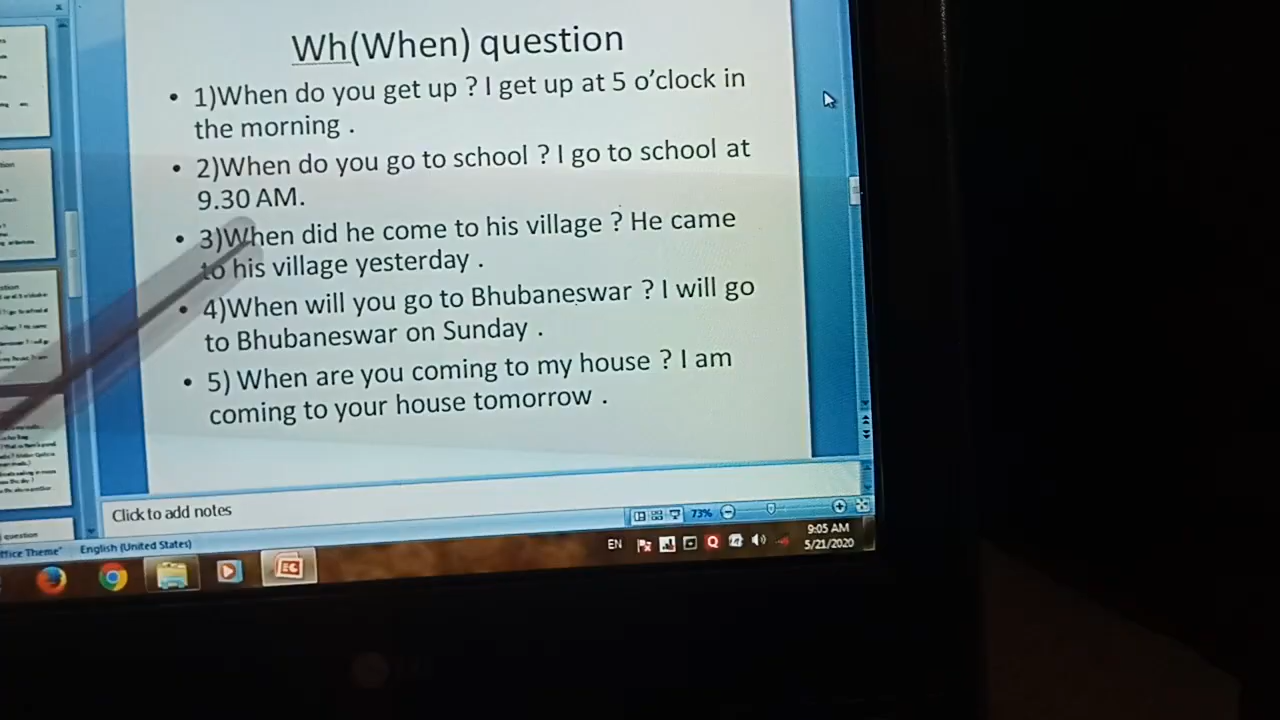 Wh(When) question
• 1)When do you get up ? I get up at 5 o'clock in
the morning .
• 2)When do you go to school ? I go to school at
9.30 AM.
• 3)When did he come to his village ? He came
to his village yesterday .
• 4)When will you go to Bhubaneswar ? I will go
to Bhubaneswar on Sunday .
• 5) When are you coming to my house ? I am
coming to your house tomorrow .
Click to add notes
73%
English (United States)
EN
9:05 AM
5/21/2020